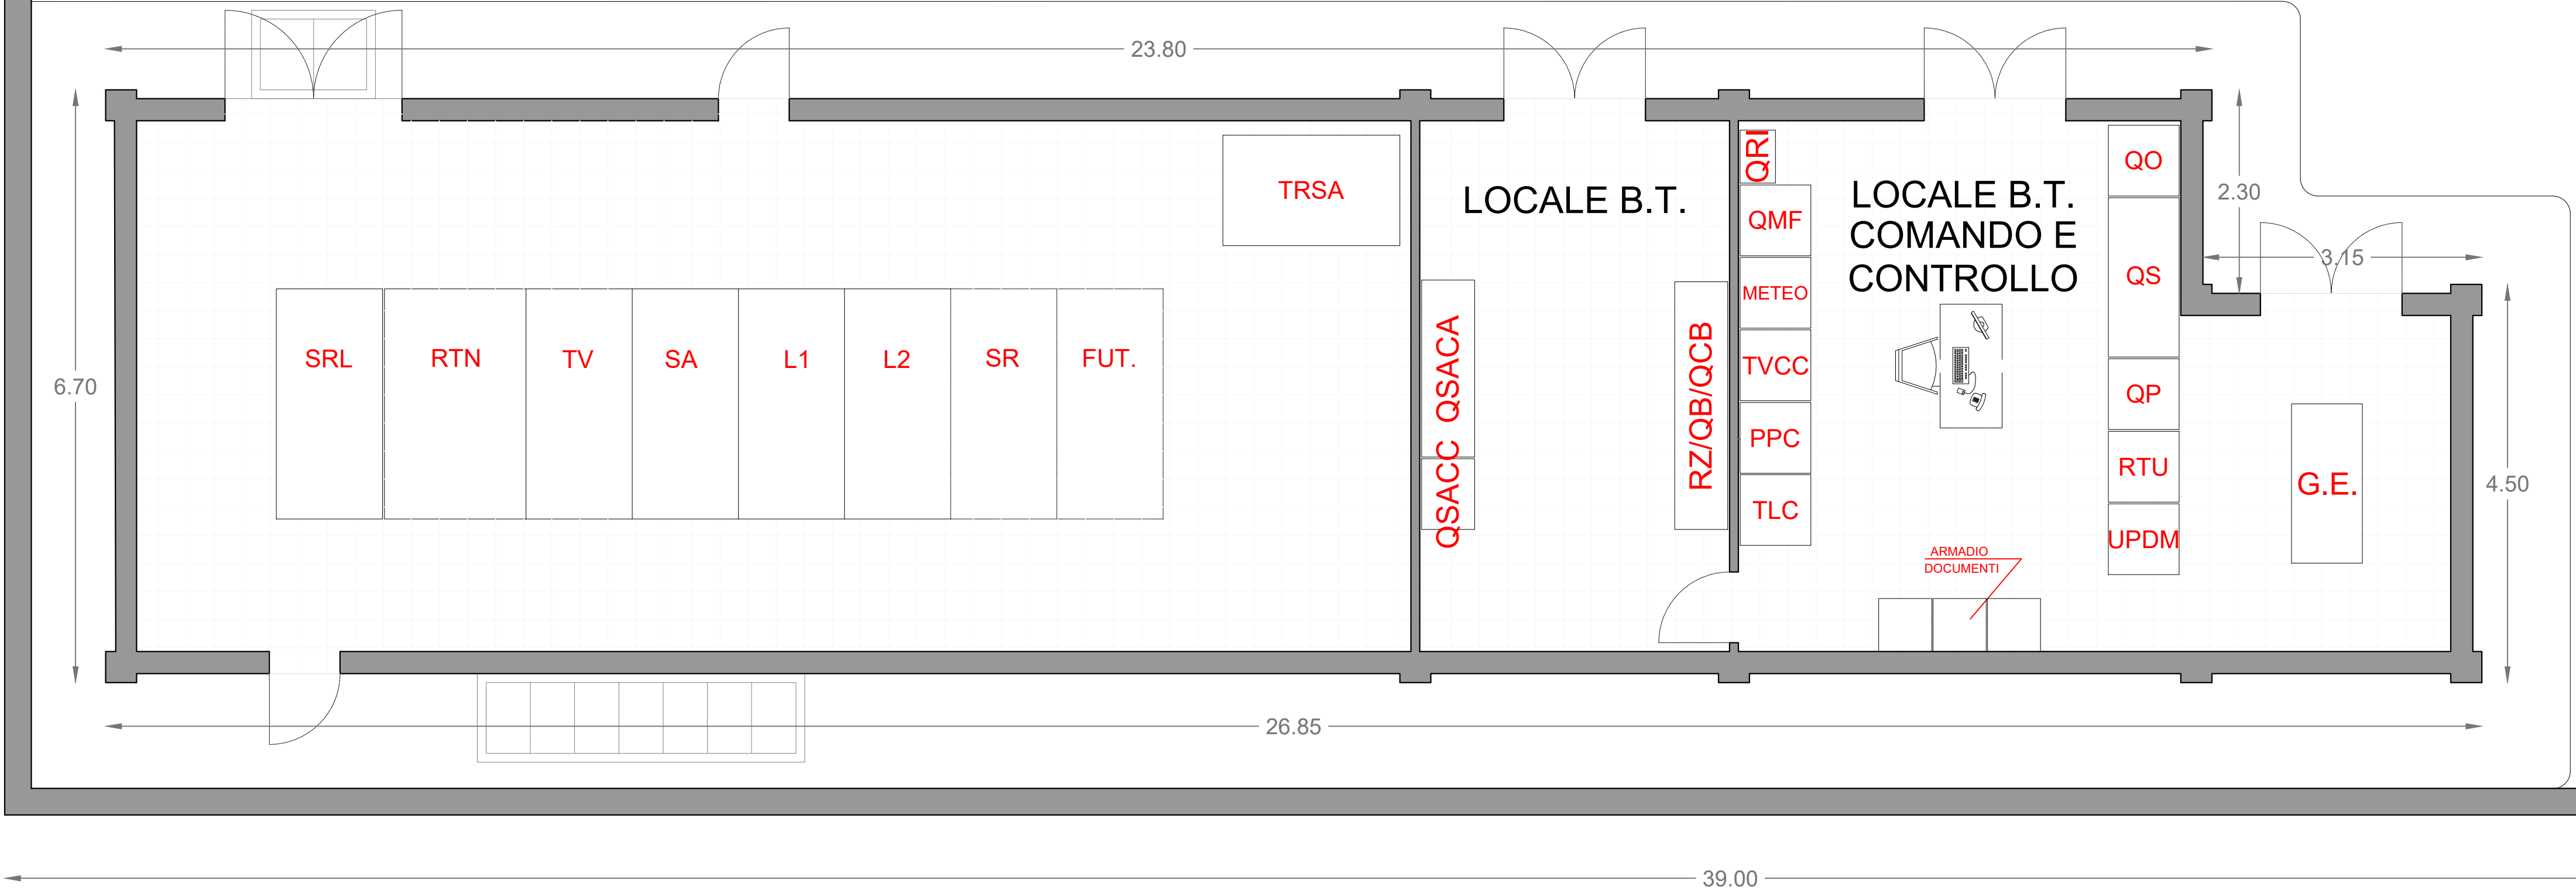 23.80
QRI
QO
TRSA
LOCALE B.T.
LOCALE B.T.
COMANDO E
CONTROLLO
2.30
QMF
3.15
QS
METEO
SRL
RTN
TV
SA
L1
L2
SR
FUT.
QSACC QSACA
RZ/QB/QCB
TVCC
6.70
QP
PPC
RTU
G.E.
4.50
TLC
UPDM
ARMADIO
DOCUMENTI
26.85
39.00